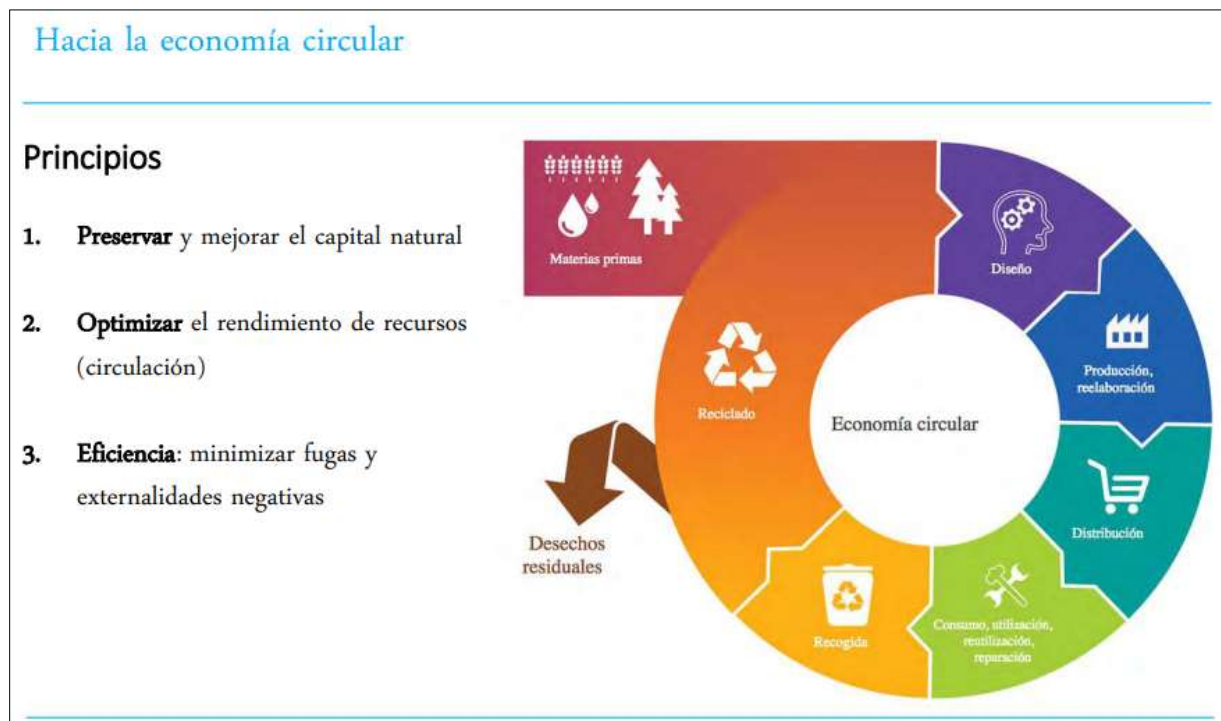 Hacia la economía circular
Principios
1. Preservar y mejorar el capital natural
2. Optimizar el rendimiento de recursos
(circulación)
3. Eficiencia: minimizar fugas y
externalidades negativas
Materias primas
Diseño
Producción,
reelaboración
Distribución
Consumo, utilización,
reutilización,
reparación
Recogida
Reciclado
Desechos
residuales
Economía circular